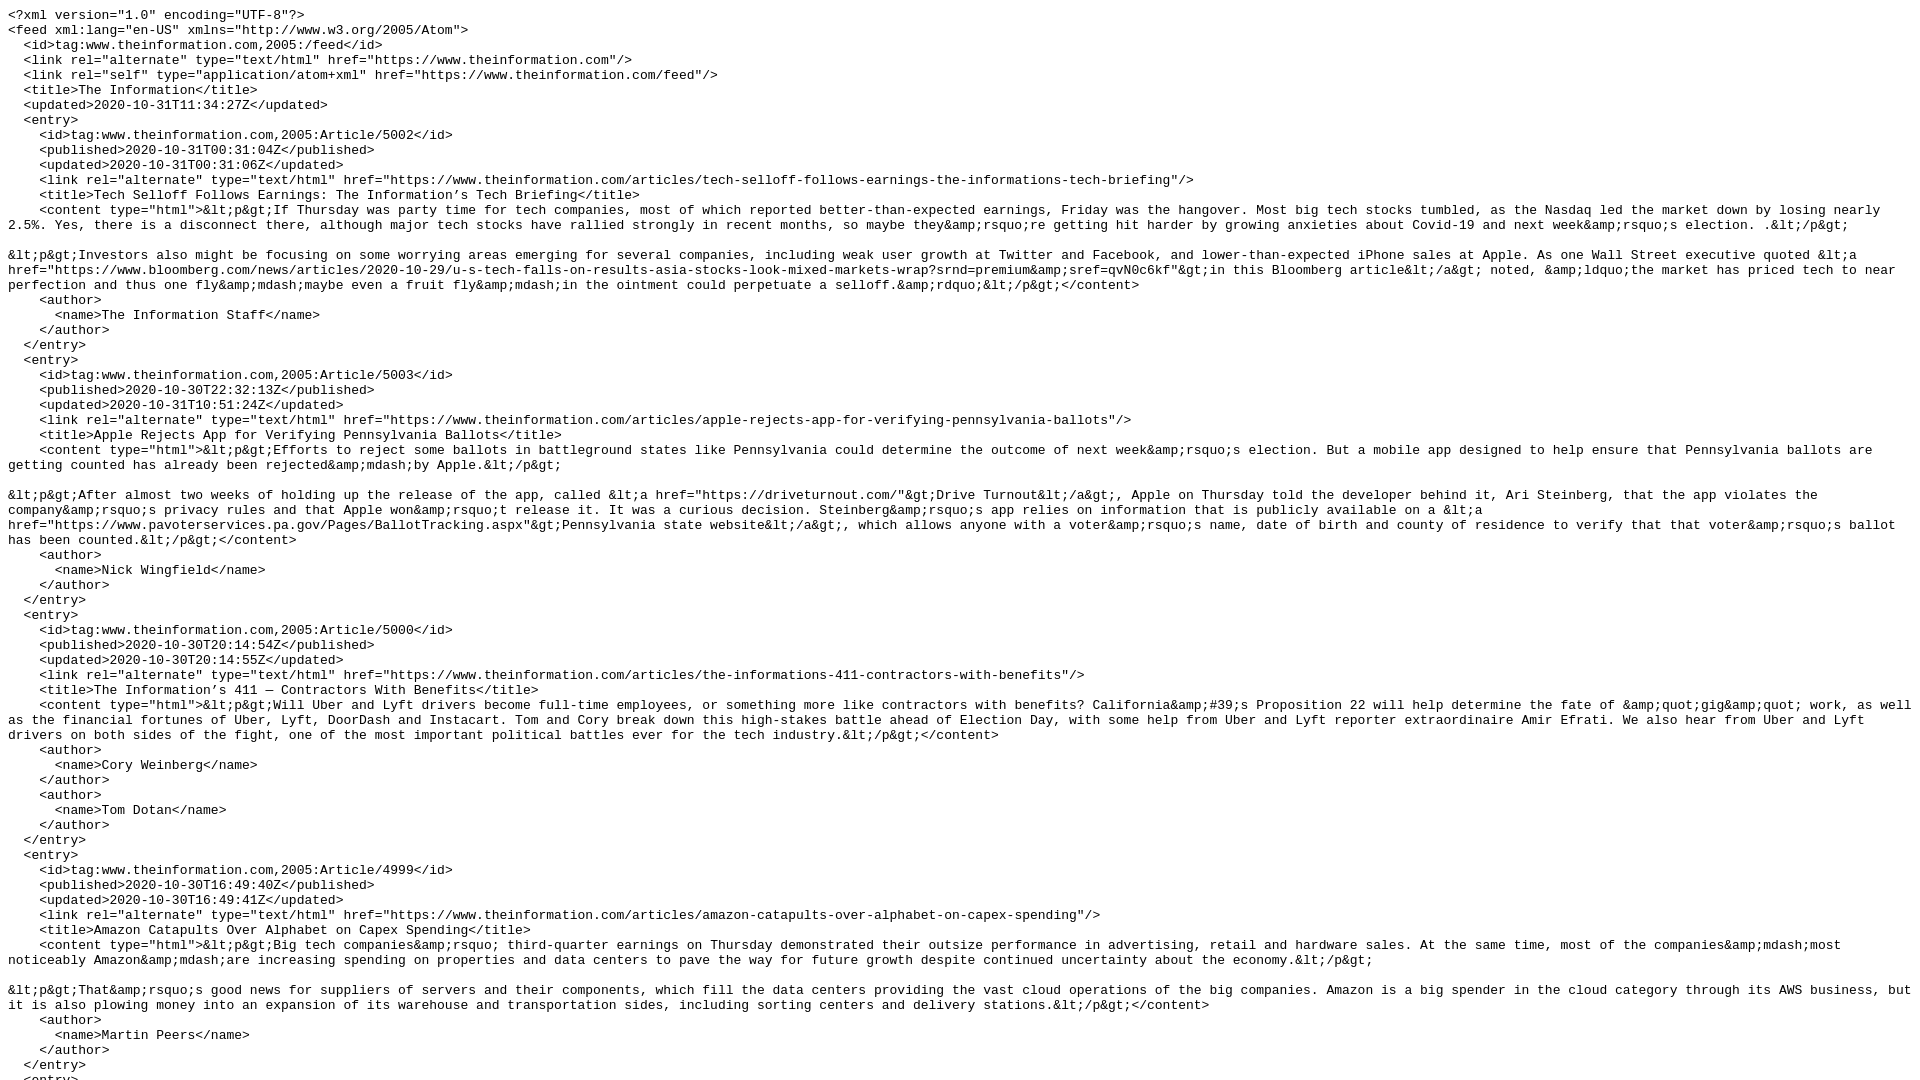 <?xml version="1.0" encoding="UTF-8"?>
<feed xml:lang="en-US" xmlns="http://www.w3.org/2005/Atom">
<id>tag:www.theinformation.com,2005:/feed</id>
<link rel="alternate" type="text/html" href="https://www.theinformation.com"/>
<link rel="self" type="application/atom+xml" href="https://www.theinformation.com/feed"/>
<title>The Information</title>
<updated>2020-10-31T11:34:27Z</updated>
<entry>
<id>tag:www.theinformation.com,2005:Article/5002</id>
<published>2020-10-31T00:31:04Z</published>
<updated>2020-10-31T00:31:06Z</updated>
<link rel="alternate" type="text/html" href="https://www.theinformation.com/articles/tech-selloff-follows-earnings-the-informations-tech-briefing"/>
<title>Tech Selloff Follows Earnings: The Information’s Tech Briefing</title>
<content type="html">&lt;p&gt;If Thursday was party time for tech companies, most of which reported better-than-expected earnings, Friday was the hangover. Most big tech stocks tumbled, as the Nasdaq led the market down by losing nearly
2.5%. Yes, there is a disconnect there, although major tech stocks have rallied strongly in recent months, so maybe they&amp;rsquo;re getting hit harder by growing anxieties about Covid-19 and next week&amp;rsquo;s election. .&lt;/p&gt;
&lt;p&gt;Investors also might be focusing on some worrying areas emerging for several companies, including weak user growth at Twitter and Facebook, and lower-than-expected iPhone sales at Apple. As one Wall Street executive quoted &lt;a
href="https://www.bloomberg.com/news/articles/2020-10-29/u-s-tech-falls-on-results-asia-stocks-look-mixed-markets-wrap?srnd=premium&amp;sref=qvN0c6kf"&gt;in this Bloomberg article&lt;/a&gt; noted, &amp;ldquo;the market has priced tech to near
perfection and thus one fly&amp;mdash;maybe even a fruit fly&amp;mdash;in the ointment could perpetuate a selloff.&amp;rdquo;&lt;/p&gt;</content>
<author>
<name>The Information Staff</name>
</author>
</entry>
<entry>
<id>tag:www.theinformation.com,2005:Article/5003</id>
<published>2020-10-30T22:32:13Z</published>
<updated>2020-10-31T10:51:24Z</updated>
<link rel="alternate" type="text/html" href="https://www.theinformation.com/articles/apple-rejects-app-for-verifying-pennsylvania-ballots"/>
<title>Apple Rejects App for Verifying Pennsylvania Ballots</title>
<content type="html">&lt;p&gt;Efforts to reject some ballots in battleground states like Pennsylvania could determine the outcome of next week&amp;rsquo;s election. But a mobile app designed to help ensure that Pennsylvania ballots are
getting counted has already been rejected&amp;mdash;by Apple.&lt;/p&gt;
&lt;p&gt;After almost two weeks of holding up the release of the app, called &lt;a href="https://driveturnout.com/"&gt;Drive Turnout&lt;/a&gt;, Apple on Thursday told the developer behind it, Ari Steinberg, that the app violates the
company&amp;rsquo;s privacy rules and that Apple won&amp;rsquo;t release it. It was a curious decision. Steinberg&amp;rsquo;s app relies on information that is publicly available on a &lt;a
href="https://www.pavoterservices.pa.gov/Pages/BallotTracking.aspx"&gt;Pennsylvania state website&lt;/a&gt;, which allows anyone with a voter&amp;rsquo;s name, date of birth and county of residence to verify that that voter&amp;rsquo;s ballot
has been counted.&lt;/p&gt;</content>
<author>
<name>Nick Wingfield</name>
</author>
</entry>
<entry>
<id>tag:www.theinformation.com,2005:Article/5000</id>
<published>2020-10-30T20:14:54Z</published>
<updated>2020-10-30T20:14:55Z</updated>
<link rel="alternate" type="text/html" href="https://www.theinformation.com/articles/the-informations-411-contractors-with-benefits"/>
<title>The Information’s 411 — Contractors With Benefits</title>
<content type="html">&lt;p&gt;Will Uber and Lyft drivers become full-time employees, or something more like contractors with benefits? California&amp;#39;s Proposition 22 will help determine the fate of &amp;quot;gig&amp;quot; work, as well
as the financial fortunes of Uber, Lyft, DoorDash and Instacart. Tom and Cory break down this high-stakes battle ahead of Election Day, with some help from Uber and Lyft reporter extraordinaire Amir Efrati. We also hear from Uber and Lyft
drivers on both sides of the fight, one of the most important political battles ever for the tech industry.&lt;/p&gt;</content>
<author>
<name>Cory Weinberg</name>
</author>
<author>
<name>Tom Dotan</name>
</author>
</entry>
<entry>
<id>tag:www.theinformation.com,2005:Article/4999</id>
<published>2020-10-30T16:49:40Z</published>
<updated>2020-10-30T16:49:41Z</updated>
<link rel="alternate" type="text/html" href="https://www.theinformation.com/articles/amazon-catapults-over-alphabet-on-capex-spending"/>
<title>Amazon Catapults Over Alphabet on Capex Spending</title>
<content type="html">&lt;p&gt;Big tech companies&amp;rsquo; third-quarter earnings on Thursday demonstrated their outsize performance in advertising, retail and hardware sales. At the same time, most of the companies&amp;mdash;most
noticeably Amazon&amp;mdash;are increasing spending on properties and data centers to pave the way for future growth despite continued uncertainty about the economy.&lt;/p&gt;
&lt;p&gt;That&amp;rsquo;s good news for suppliers of servers and their components, which fill the data centers providing the vast cloud operations of the big companies. Amazon is a big spender in the cloud category through its AWS business, but
it is also plowing money into an expansion of its warehouse and transportation sides, including sorting centers and delivery stations.&lt;/p&gt;</content>
<author>
<name>Martin Peers</name>
</author>
</entry>
<entry>